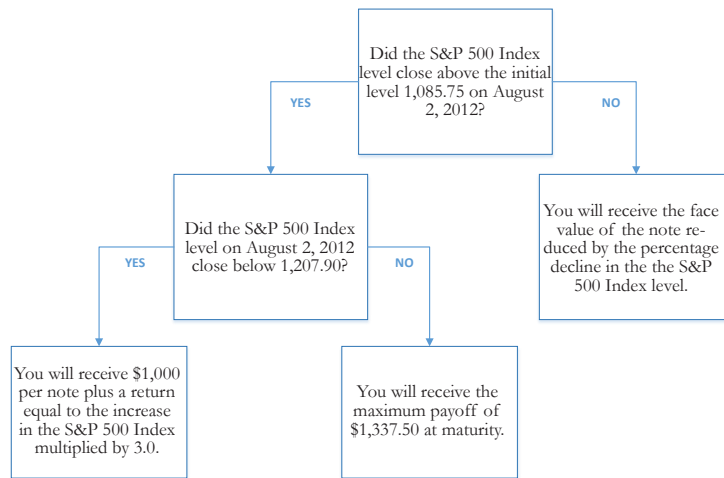 Did the S&P 500 Index
level close above the initial
level 1,085.75 on August
2, 2012?
YES
NO
Did the S&P 500 Index
level on August 2, 2012
close below 1,207.90?
You will receive the face
value of the note re-
duced by the percentage
decline in the the S&P
500 Index level.
YES
NO
You will receive $1,000
per note plus a return
equal to the increase
in the S&P 500 Index
multiplied by 3.0.
You will receive the
maximum payoff of
$1,337.50 at maturity.